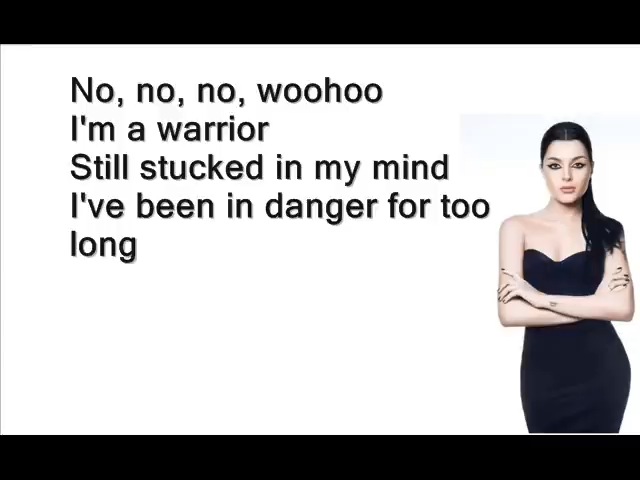 No, no, no, woohoo
I'm a warrior
Still stucked in my mind
I've been in danger for too
long